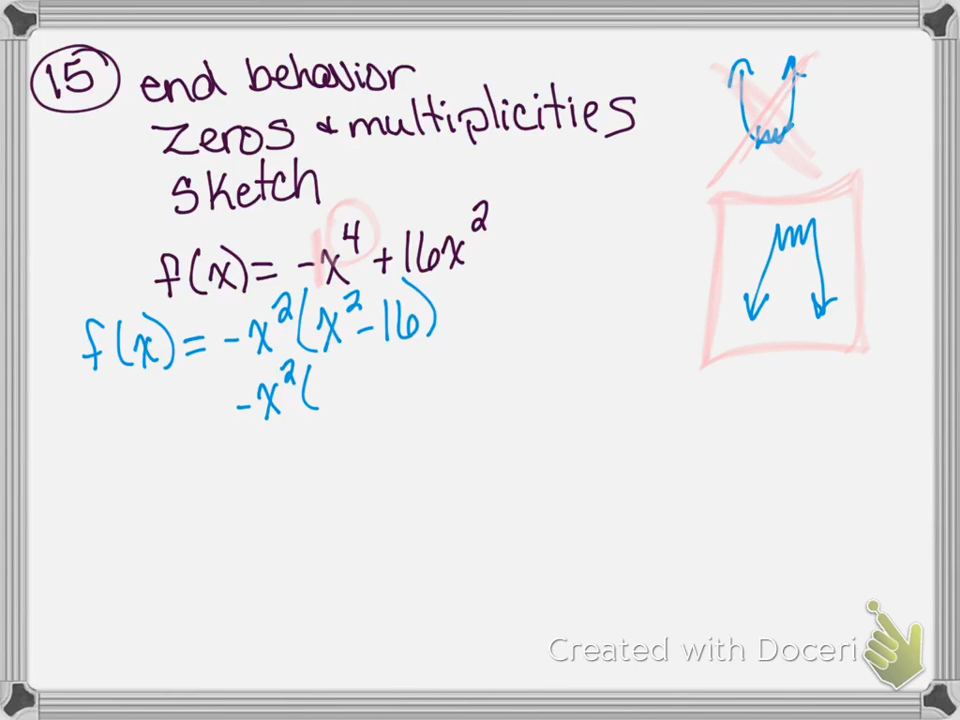 15 end behavior
zeros & multiplicities
sketch
f(x) = -x⁴ + 16x²
f(x) = -x²(x² - 16)
-x²(
Created with Doceri